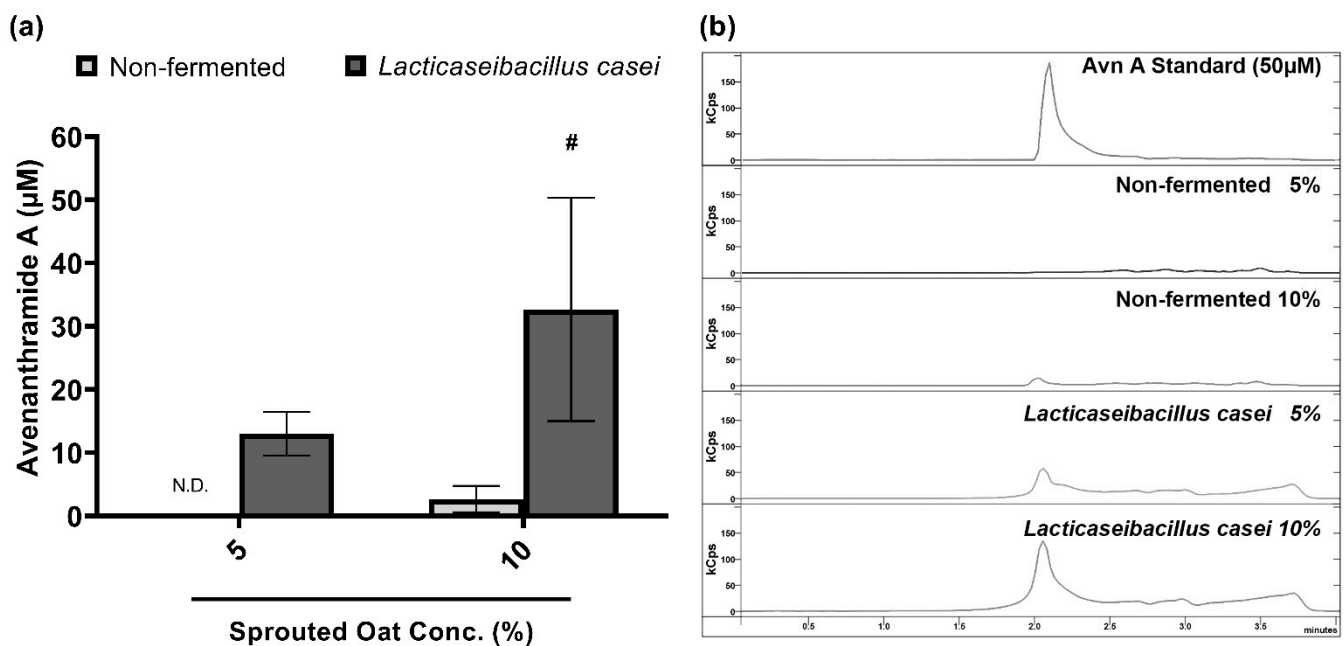 (a)
Non-fermented
Lacticaseibacillus casei
Avenanthramide A (µM)
60
50
40
30
20
10
0
#
N.D.
5
10
Sprouted Oat Conc. (%)
(b)
Avn A Standard (50µM)
kCps
150
100
50
0
Non-fermented 5%
kCps
150
100
50
0
Non-fermented 10%
kCps
150
100
50
0
Lacticaseibacillus casei 5%
kCps
150
100
50
0
Lacticaseibacillus casei 10%
kCps
150
100
50
0
0.5 1.0 1.5 2.0 2.5 3.0 3.5 minutes